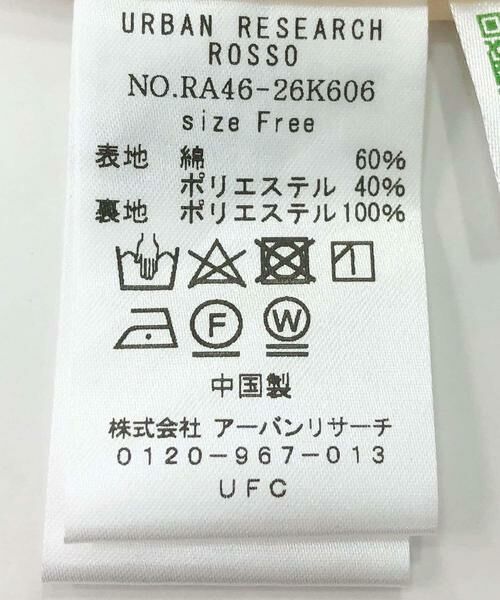 URBAN RESEARCH
ROSSO
NO.RA46-26K606
size Free
表地 綿 60%
ポリエステル 40%
裏地 ポリエステル 100%
F W
中国製
株式会社 アーバンリサーチ
0120-967-013
UFC